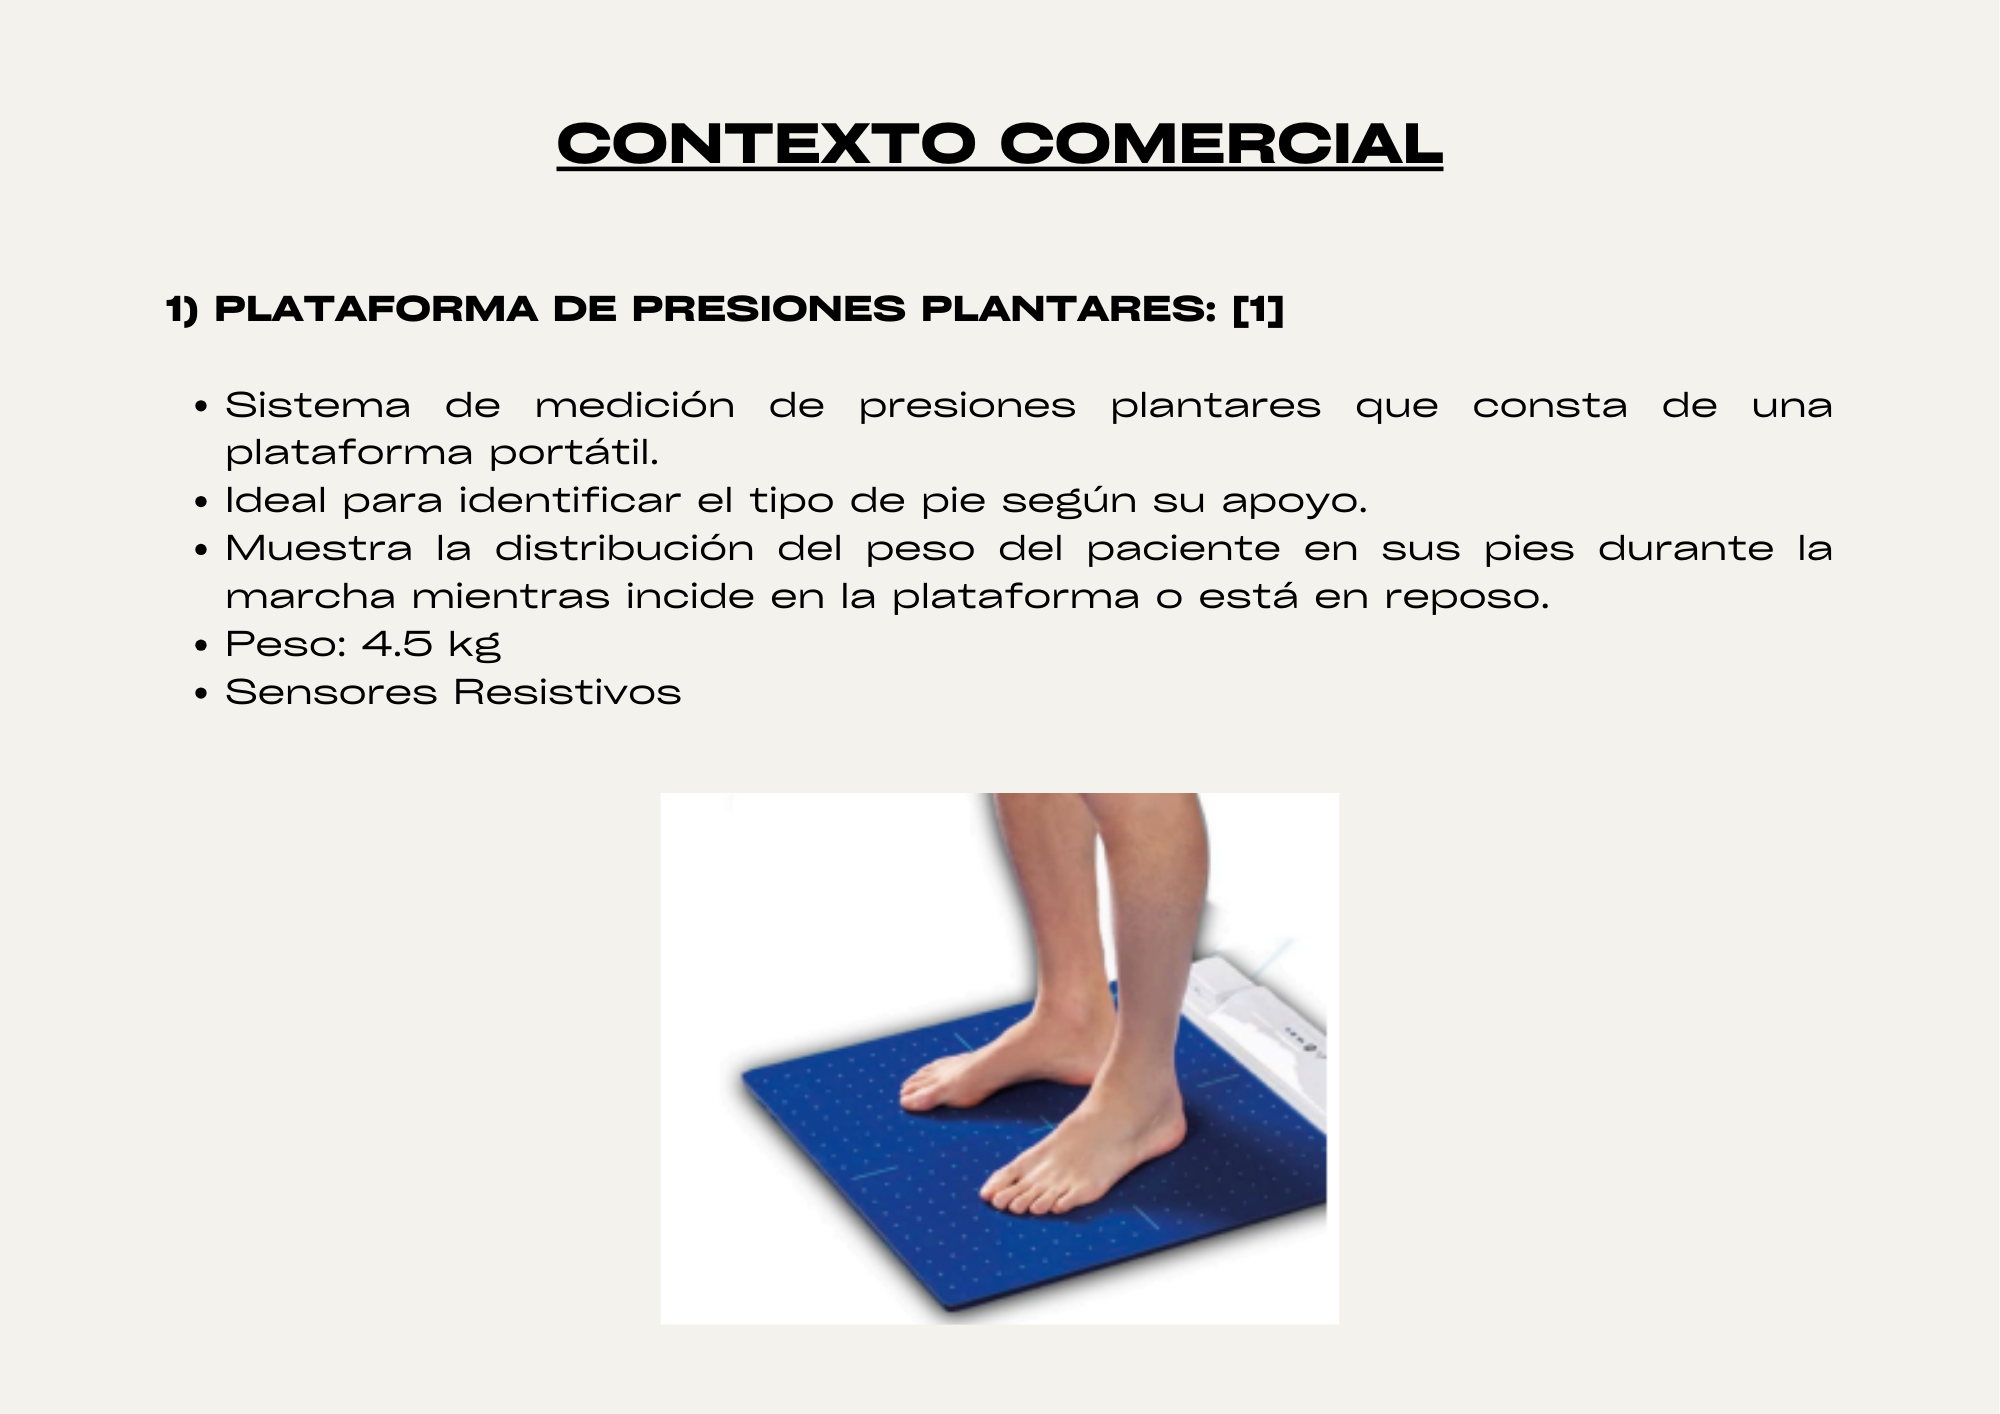 CONTEXTO COMERCIAL
1) PLATAFORMA DE PRESIONES PLANTARES: [1]
• Sistema de medición de presiones plantares que consta de una
plataforma portátil.
• Ideal para identificar el tipo de pie según su apoyo.
• Muestra la distribución del peso del paciente en sus pies durante la
marcha mientras incide en la plataforma o está en reposo.
• Peso: 4.5 kg
• Sensores Resistivos